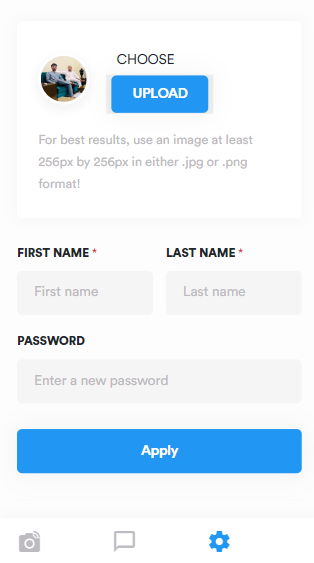 CHOOSE
UPLOAD
For best results, use an image at least
256px by 256px in either .jpg or .png
format!
FIRST NAME * LAST NAME *
First name Last name
PASSWORD
Enter a new password
Apply